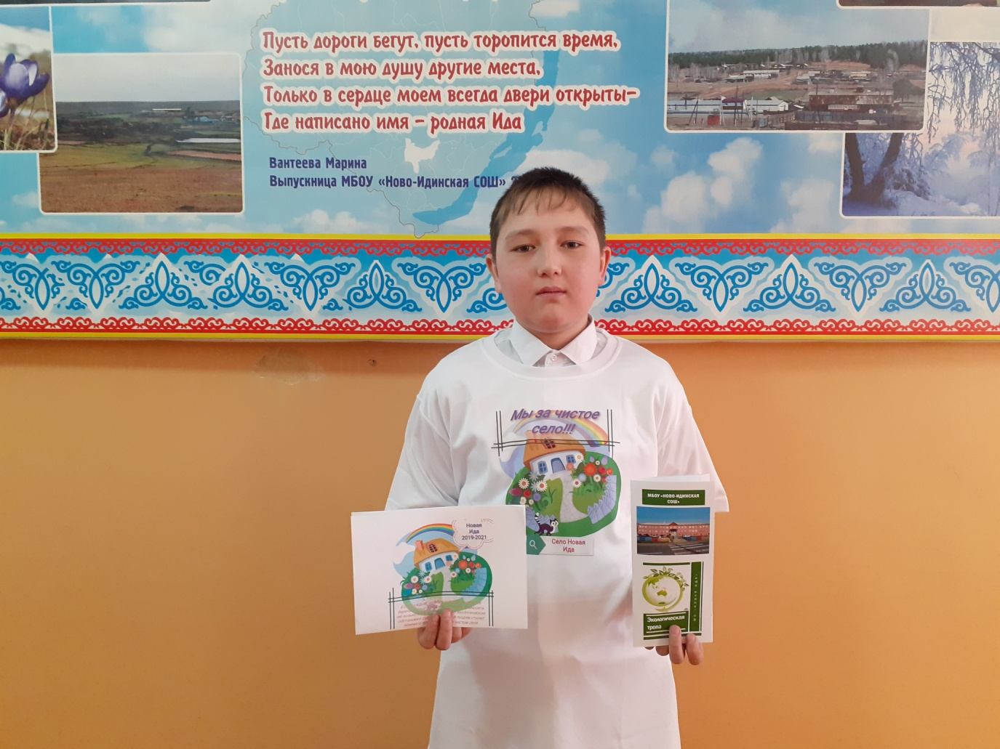 Пусть дороги бегут, пусть торопится время,
Занося в мою душу другие места,
Только в сердце моем всегда двери открыты-
Где написано имя - родная Ида
Вантеева Марина
Выпускница МБОУ «Ново-Идинская СОШ»
Мы за чистое
село!!!
Село Новая
Ида
Новая
Ида
2019-2021
МБОУ «НОВО-ИДИНСКАЯ
СОШ»
Экологическая
тропа